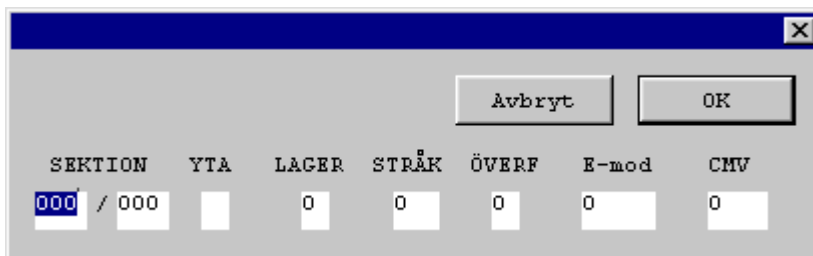 Avbryt OK
SEKTION YTA LAGER STRÅK ÖVERF E-mod CMV
000 / 000 0 0 0 0 0